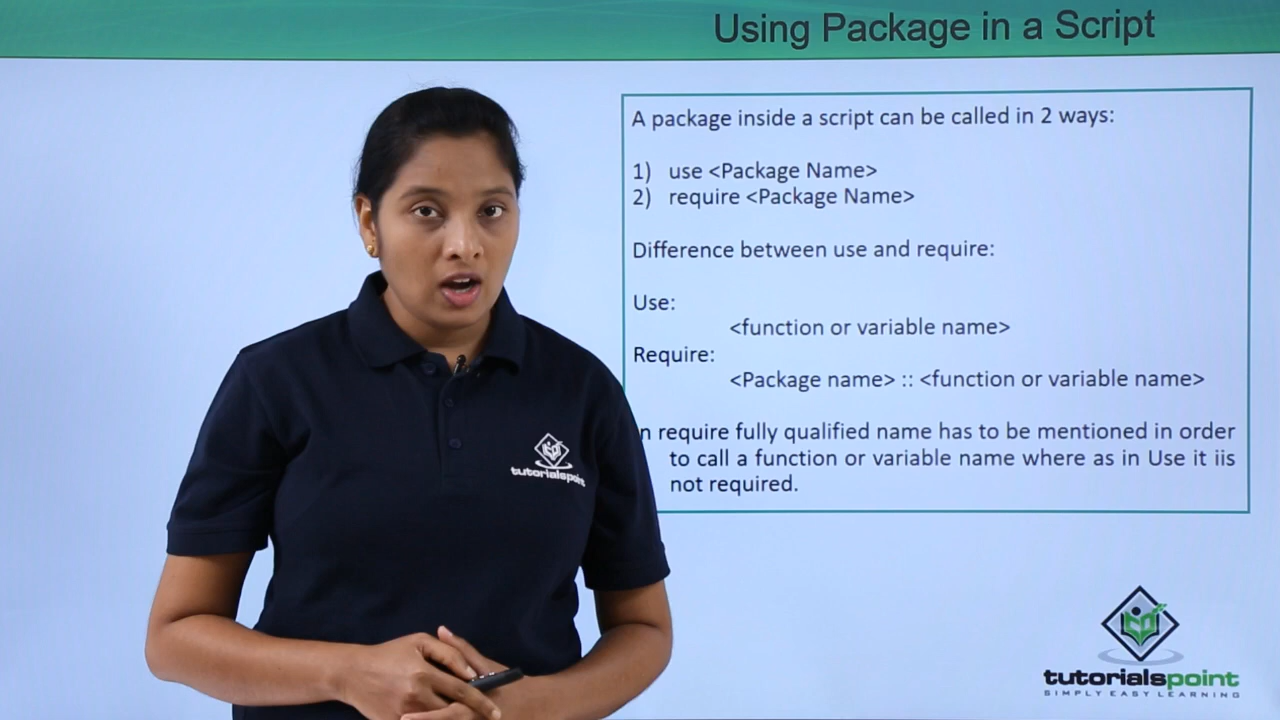 Using Package in a Script
A package inside a script can be called in 2 ways:
1) use <Package Name>
2) require <Package Name>
Difference between use and require:
Use:
<function or variable name>
Require:
<Package name> :: <function or variable name>
n require fully qualified name has to be mentioned in order
to call a function or variable name where as in Use it iis
not required.
tutorialspoint
tutorialspoint
SIMPLY EASY LEARNING